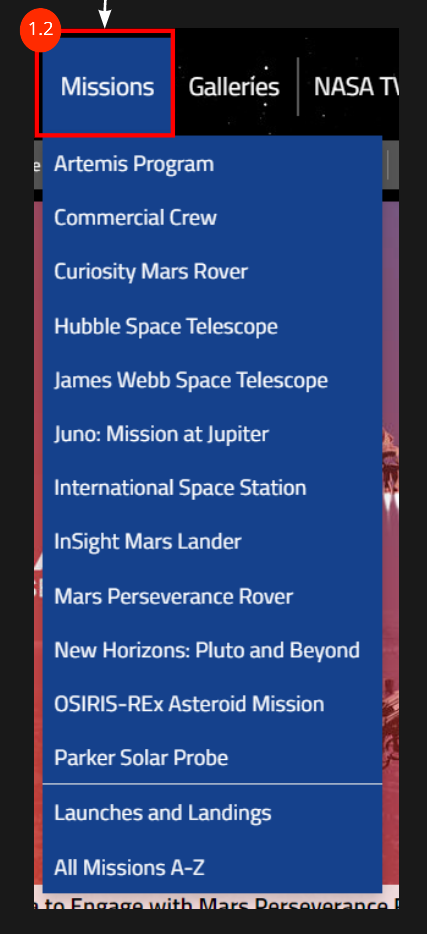 1.2
Missions Galleries NASA TV
Artemis Program
Commercial Crew
Curiosity Mars Rover
Hubble Space Telescope
James Webb Space Telescope
Juno: Mission at Jupiter
International Space Station
InSight Mars Lander
Mars Perseverance Rover
New Horizons: Pluto and Beyond
OSIRIS-REx Asteroid Mission
Parker Solar Probe
Launches and Landings
All Missions A-Z
to Engage with Mars Perseverance